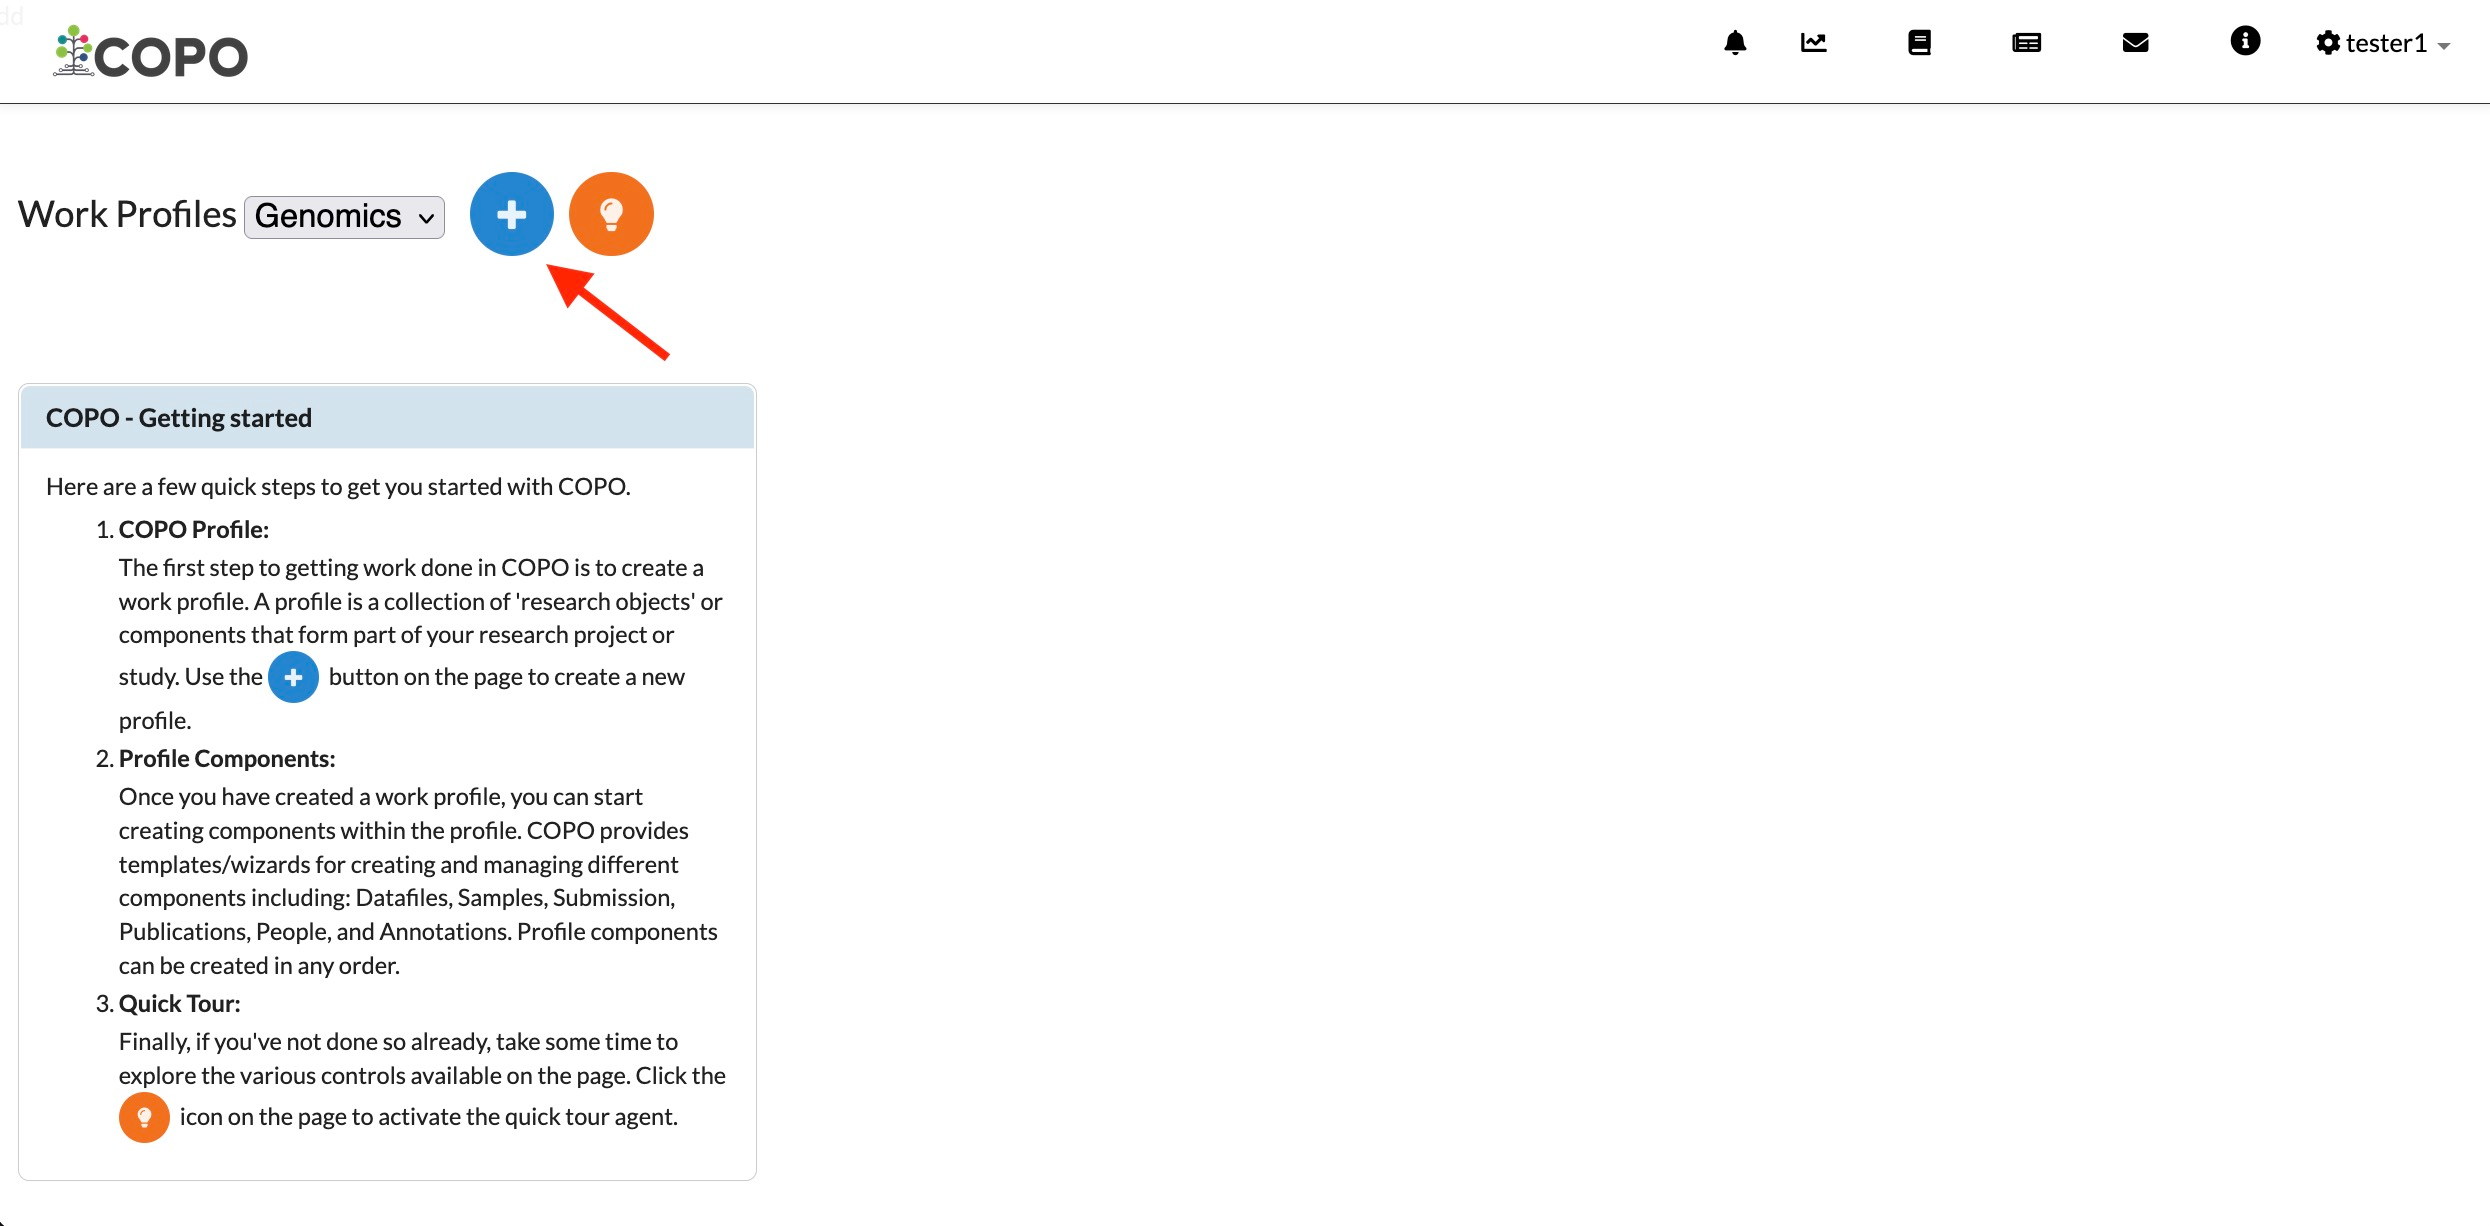 dd
COPO
tester1
Work Profiles Genomics
COPO - Getting started
Here are a few quick steps to get you started with COPO.
1. COPO Profile:
The first step to getting work done in COPO is to create a
work profile. A profile is a collection of 'research objects' or
components that form part of your research project or
study. Use the button on the page to create a new
profile.
2. Profile Components:
Once you have created a work profile, you can start
creating components within the profile. COPO provides
templates/wizards for creating and managing different
components including: Datafiles, Samples, Submission,
Publications, People, and Annotations. Profile components
can be created in any order.
3. Quick Tour:
Finally, if you've not done so already, take some time to
explore the various controls available on the page. Click the
icon on the page to activate the quick tour agent.